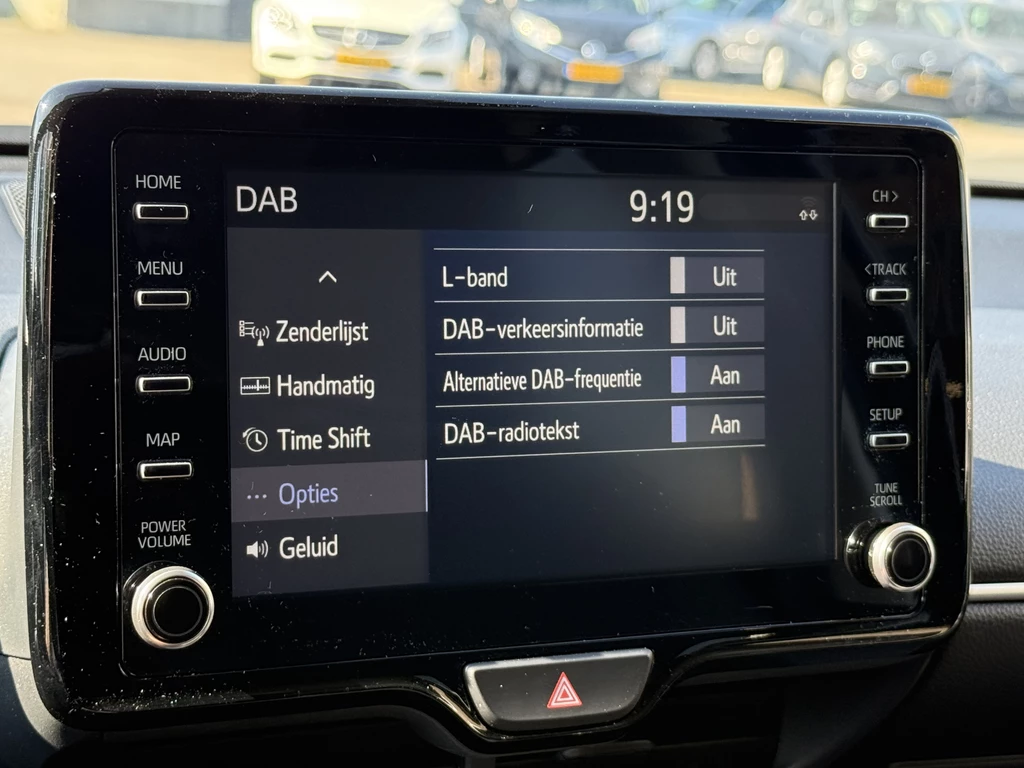 HOME
MENU
AUDIO
MAP
POWER
VOLUME
DAB
9:19
Zenderlijst
Handmatig
Time Shift
Opties
Geluid
L-band Uit
DAB-verkeersinformatie Uit
Alternatieve DAB-frequentie Aan
DAB-radiotekst Aan
CH >
< TRACK
PHONE
SETUP
TUNE
SCROLL